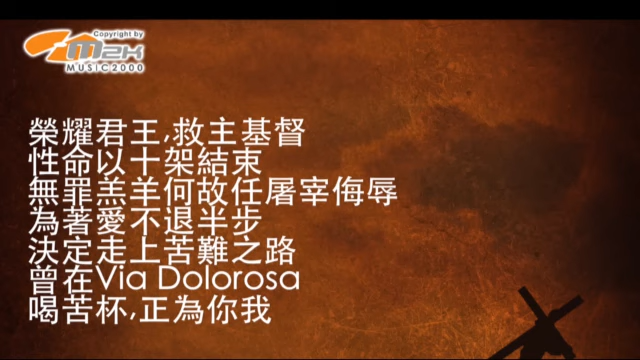 Copyright by
M2K
MUSIC2000
榮耀君王,救主基督
性命以十架結束
無罪羔羊何故任屠宰侮辱
為著愛不退半步
決定走上苦難之路
曾在Via Dolorosa
喝苦杯,正為你我